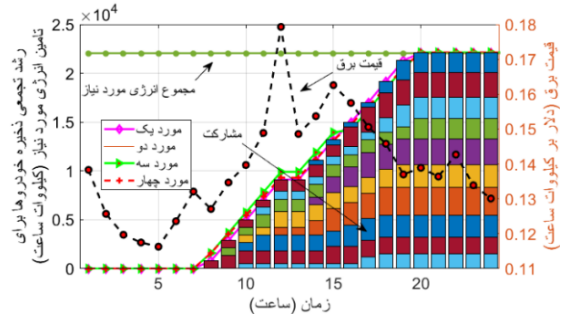 ×10⁴
2.5
2
1.5
1
0.5
0
رشد تجمعی ذخیره خودروها برای
تامین انرژی مورد نیاز (کیلووات ساعت)
مجموع انرژی مورد نیاز
قیمت برق
مشارکت
مورد یک
مورد دو
مورد سه
مورد چهار
0.18
0.17
0.16
0.15
0.14
0.13
0.12
0.11
قیمت برق (دلار بر کیلووات ساعت)
0 5 10 15 20
زمان (ساعت)